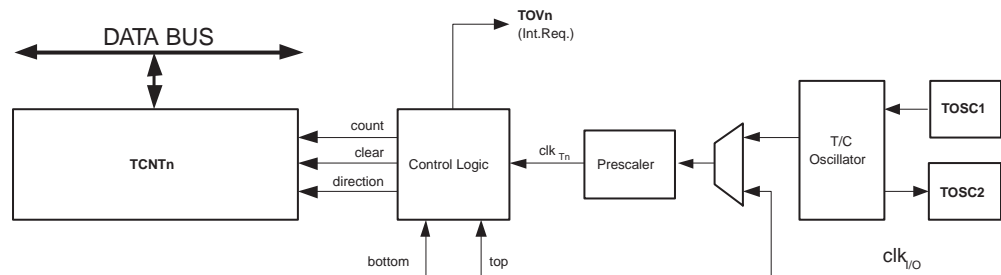 TOVn
(Int.Req.)
DATA BUS
TCNTn
count
clear
direction
Control Logic
clk Tn
Prescaler
T/C
Oscillator
TOSC1
TOSC2
bottom
top
clk I/O